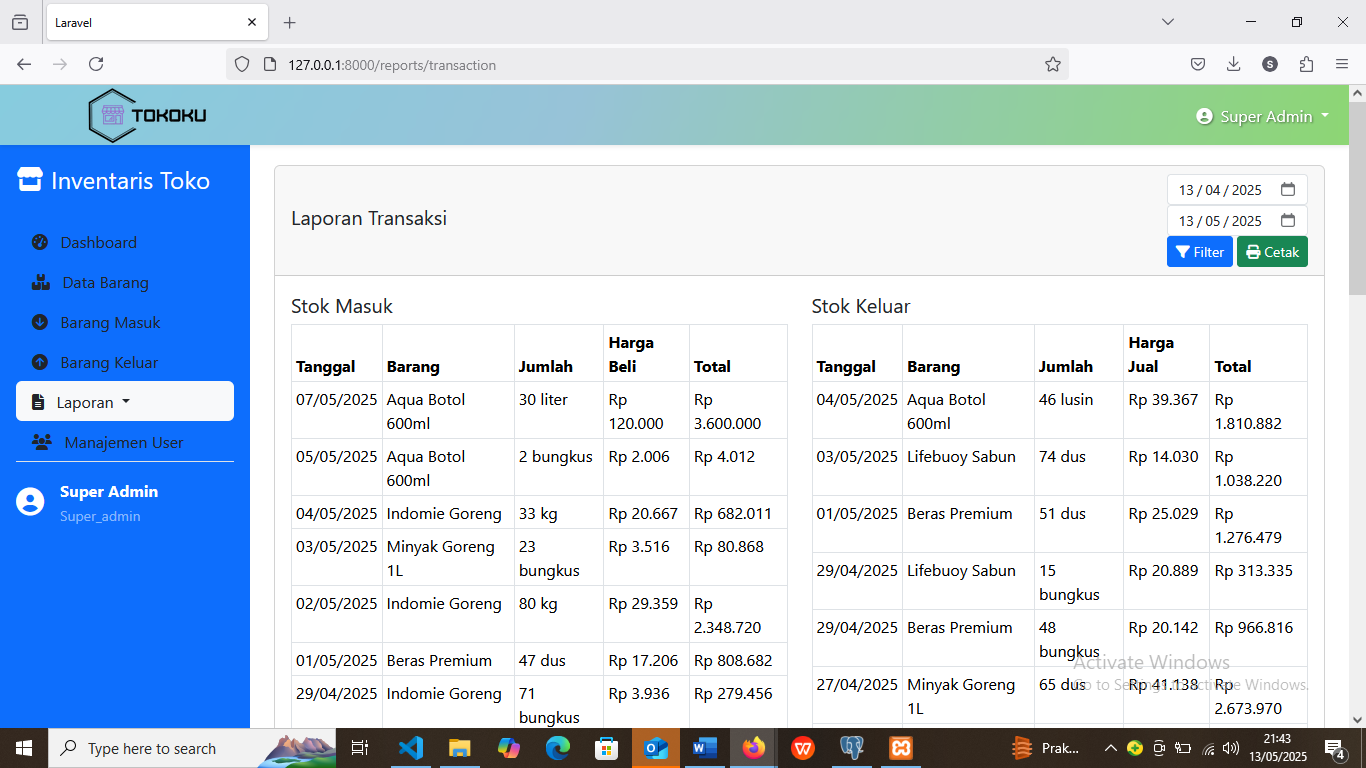 Laravel
127.0.0.1:8000/reports/transaction
S
TOKOKU
Super Admin
Inventaris Toko
Dashboard
Data Barang
Barang Masuk
Barang Keluar
Laporan
Manajemen User
Super Admin
Super_admin
Laporan Transaksi
13 / 04 / 2025
13 / 05 / 2025
Filter Cetak
Stok Masuk
Tanggal Barang Jumlah Harga Beli Total
07/05/2025 Aqua Botol 600ml 30 liter Rp 120.000 Rp 3.600.000
05/05/2025 Aqua Botol 600ml 2 bungkus Rp 2.006 Rp 4.012
04/05/2025 Indomie Goreng 33 kg Rp 20.667 Rp 682.011
03/05/2025 Minyak Goreng 1L 23 bungkus Rp 3.516 Rp 80.868
02/05/2025 Indomie Goreng 80 kg Rp 29.359 Rp 2.348.720
01/05/2025 Beras Premium 47 dus Rp 17.206 Rp 808.682
29/04/2025 Indomie Goreng 71 bungkus Rp 3.936 Rp 279.456
Stok Keluar
Tanggal Barang Jumlah Harga Jual Total
04/05/2025 Aqua Botol 600ml 46 lusin Rp 39.367 Rp 1.810.882
03/05/2025 Lifebuoy Sabun 74 dus Rp 14.030 Rp 1.038.220
01/05/2025 Beras Premium 51 dus Rp 25.029 Rp 1.276.479
29/04/2025 Lifebuoy Sabun 15 bungkus Rp 20.889 Rp 313.335
29/04/2025 Beras Premium 48 bungkus Rp 20.142 Rp 966.816
27/04/2025 Minyak Goreng 1L 65 dus Rp 41.138 Rp 2.673.970
Activate Windows
Go to Settings to activate Windows.
Type here to search
Prak...
21:43
13/05/2025
4